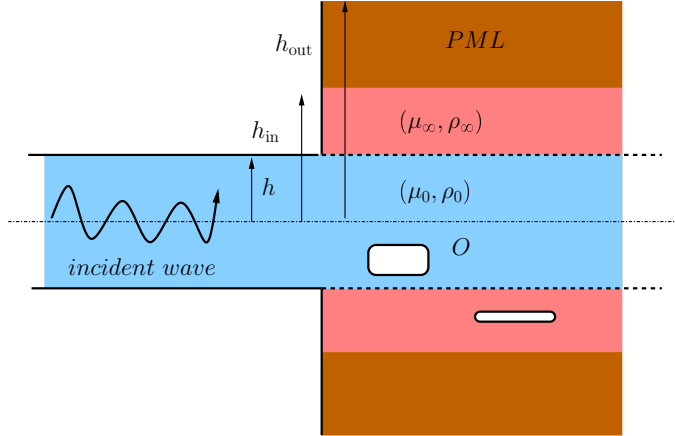 PML
h_out
(μ_∞, ρ_∞)
h_in
h
(μ_0, ρ_0)
O
incident wave